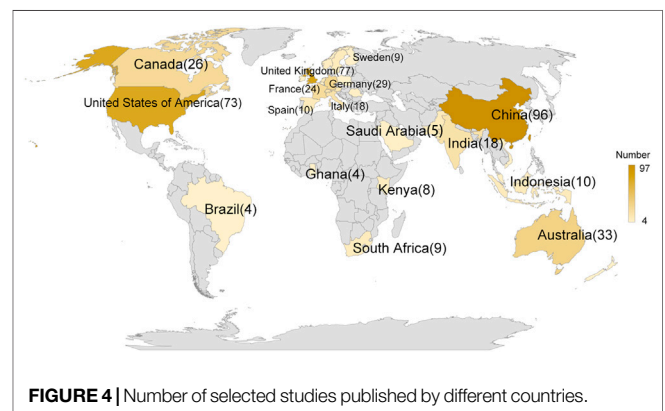 Sweden(9)
Canada(26)
United Kingdom(77)
Germany(29)
France(24)
United States of America(73)
Italy(18)
Spain(10)
China(96)
Saudi Arabia(5)
India(18)
Number
97
4
Ghana(4)
Kenya(8)
Indonesia(10)
Brazil(4)
Australia(33)
South Africa(9)
FIGURE 4 | Number of selected studies published by different countries.